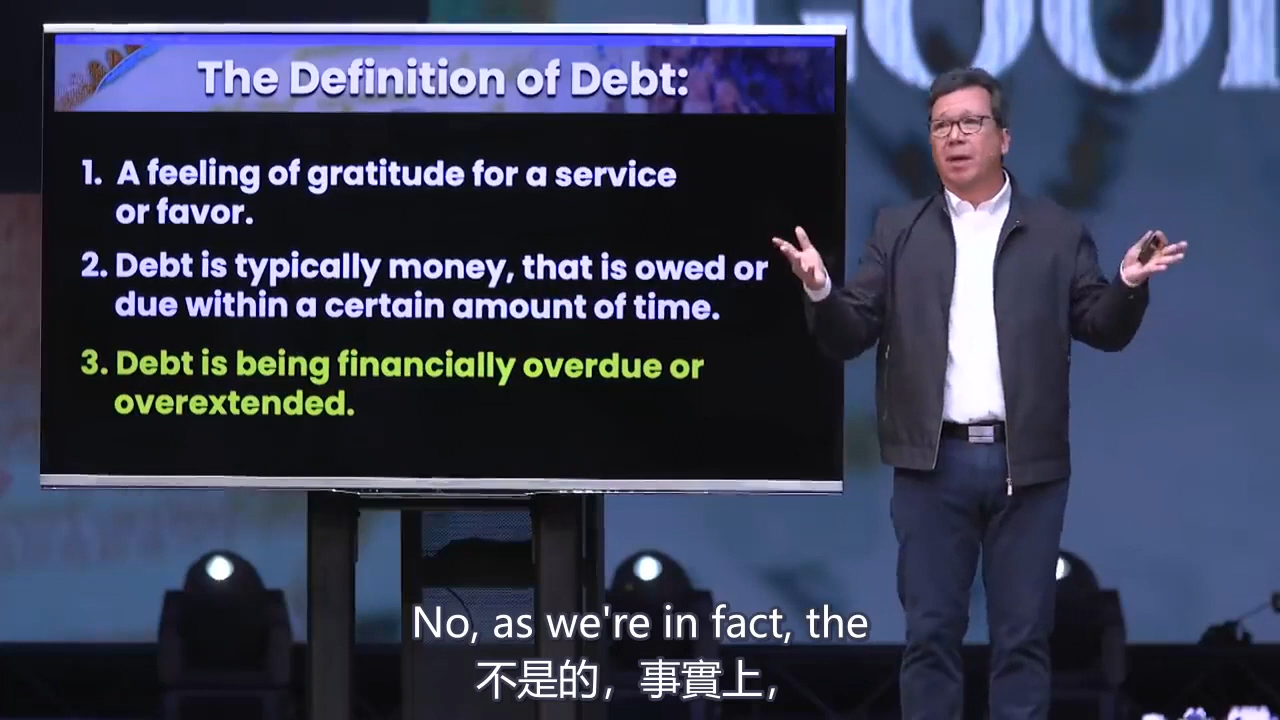 The Definition of Debt:
1. A feeling of gratitude for a service
or favor.
2. Debt is typically money, that is owed or
due within a certain amount of time.
3. Debt is being financially overdue or
overextended.
No, as we're in fact, the
不是的，事實上，